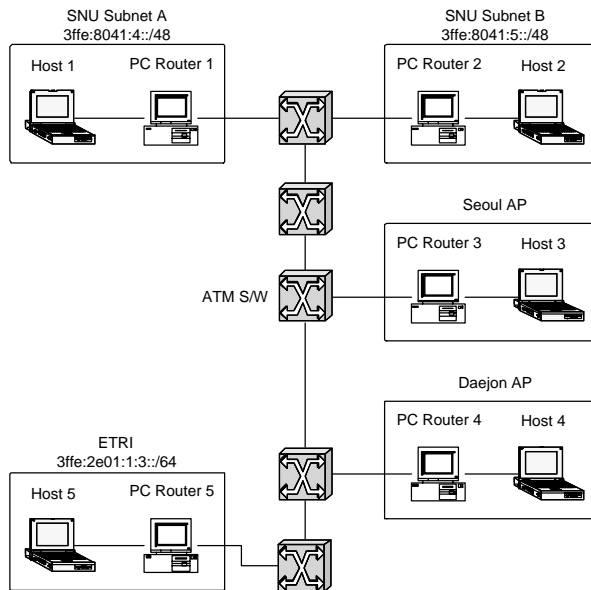 SNU Subnet A
3ffe:8041:4::/48
Host 1
PC Router 1
SNU Subnet B
3ffe:8041:5::/48
PC Router 2
Host 2
Seoul AP
PC Router 3
Host 3
ATM S/W
Daejon AP
PC Router 4
Host 4
ETRI
3ffe:2e01:1:3::/64
Host 5
PC Router 5